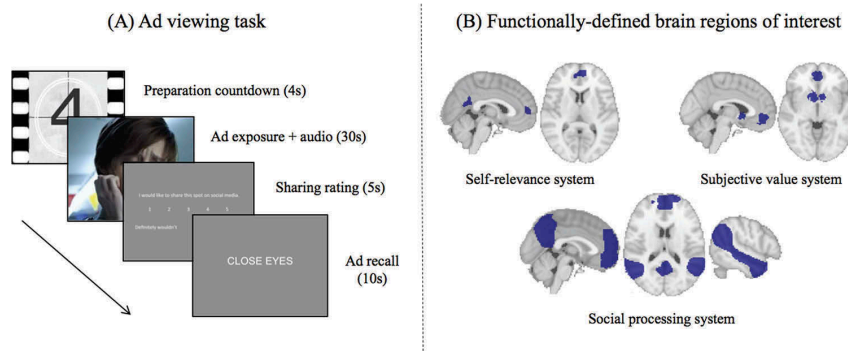 (A) Ad viewing task
4
Preparation countdown (4s)
Ad exposure + audio (30s)
I would like to share this spot on social media.
1 2 3 4 5
Definitely wouldn't
Sharing rating (5s)
CLOSE EYES
Ad recall
(10s)
(B) Functionally-defined brain regions of interest
Self-relevance system
Subjective value system
Social processing system